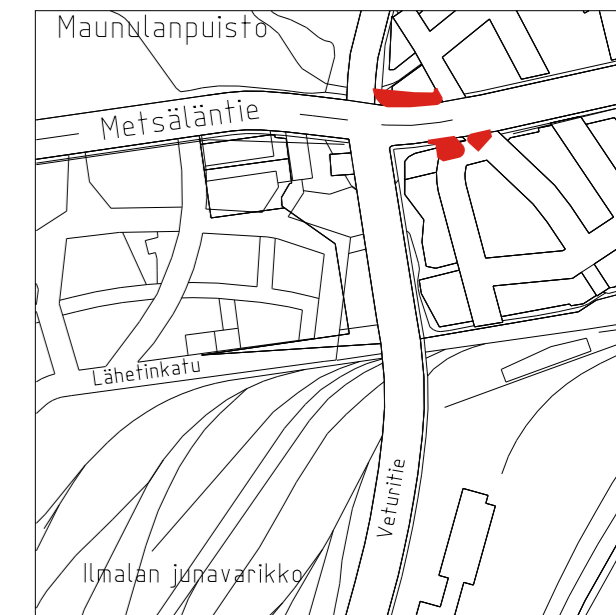 Maunulanpuisto
Metsäläntie
Lähetinkatu
Veturitie
Ilmalan junavarikko